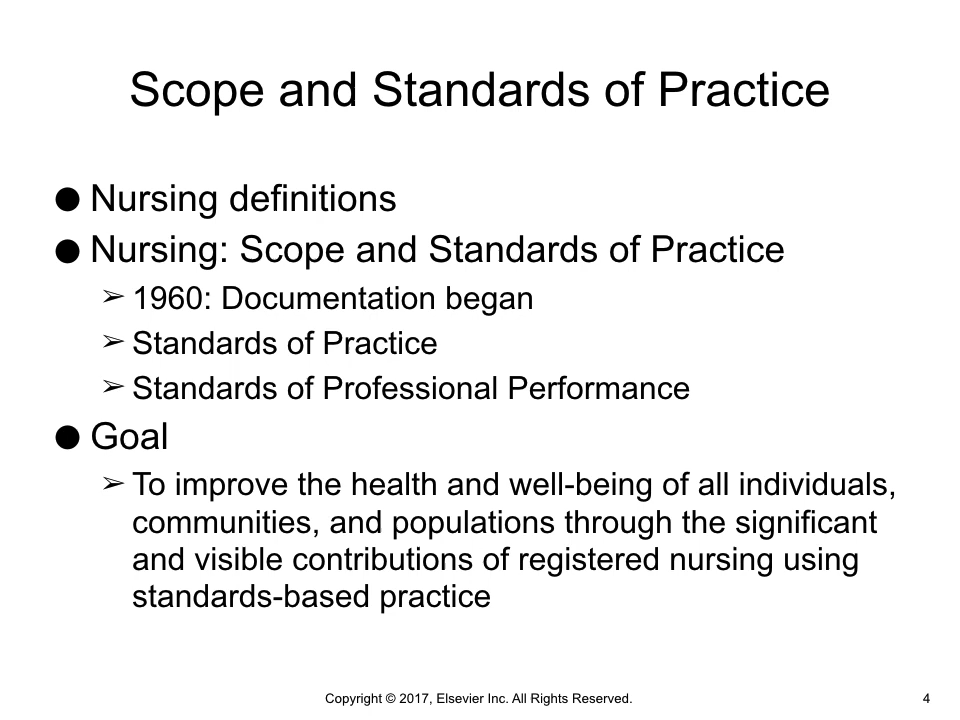 Scope and Standards of Practice
● Nursing definitions
● Nursing: Scope and Standards of Practice
➢ 1960: Documentation began
➢ Standards of Practice
➢ Standards of Professional Performance
● Goal
➢ To improve the health and well-being of all individuals,
communities, and populations through the significant
and visible contributions of registered nursing using
standards-based practice
Copyright © 2017, Elsevier Inc. All Rights Reserved. 4